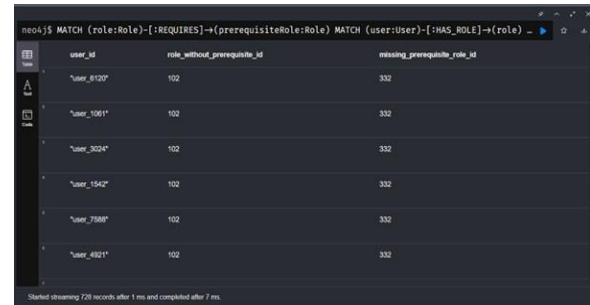 neo4j$ MATCH (role:Role)-[:REQUIRES]→(prerequisiteRole:Role) MATCH (user:User)-[:HAS_ROLE]→(role) …
Table
Text
Code
user_id role_without_prerequisite_id missing_prerequisite_role_id
"user_6120" 102 332
"user_1061" 102 332
"user_3024" 102 332
"user_1542" 102 332
"user_7588" 102 332
"user_4921" 102 332
Started streaming 728 records after 1 ms and completed after 7 ms.